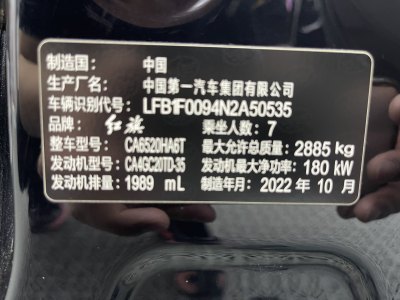 制造国： 中国
生产厂名： 中国第一汽车集团有限公司
车辆识别代号： LFB1F0094N2A50535
品牌： 红旗 乘坐人数：7
整车型号： CA6520HA6T 最大允许总质量：2885 kg
发动机型号： CA4GC20TD-35 发动机最大净功率：180 kW
发动机排量： 1989 mL 制造年月：2022 年 10 月